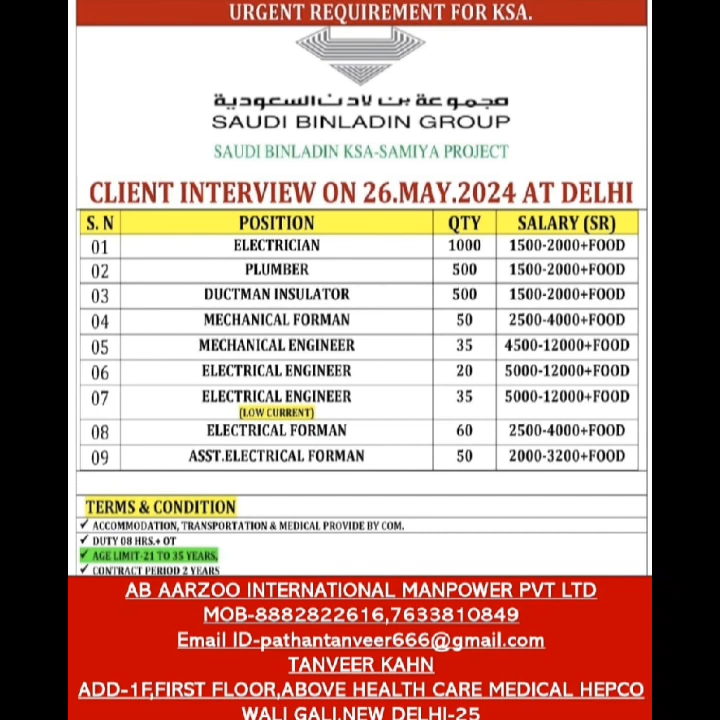 URGENT REQUIREMENT FOR KSA.
مجموعة بن لادن السعودية
SAUDI BINLADIN GROUP
SAUDI BINLADIN KSA-SAMIYA PROJECT
CLIENT INTERVIEW ON 26.MAY.2024 AT DELHI
S. N POSITION QTY SALARY (SR)
01 ELECTRICIAN 1000 1500-2000+FOOD
02 PLUMBER 500 1500-2000+FOOD
03 DUCTMAN INSULATOR 500 1500-2000+FOOD
04 MECHANICAL FORMAN 50 2500-4000+FOOD
05 MECHANICAL ENGINEER 35 4500-12000+FOOD
06 ELECTRICAL ENGINEER 20 5000-12000+FOOD
07 ELECTRICAL ENGINEER 35 5000-12000+FOOD
(LOW CURRENT)
08 ELECTRICAL FORMAN 60 2500-4000+FOOD
09 ASST.ELECTRICAL FORMAN 50 2000-3200+FOOD
TERMS & CONDITION
✓ ACCOMMODATION, TRANSPORTATION & MEDICAL PROVIDE BY COM.
✓ DUTY 08 HRS.+ OT
✓ AGE LIMIT-21 TO 35 YEARS,
✓ CONTRACT PERIOD 2 YEARS
AB AARZOO INTERNATIONAL MANPOWER PVT LTD
MOB-8882822616,7633810849
Email ID-pathantanveer666@gmail.com
TANVEER KAHN
ADD-1F,FIRST FLOOR,ABOVE HEALTH CARE MEDICAL HEPCO
WALI GALI,NEW DELHI-25